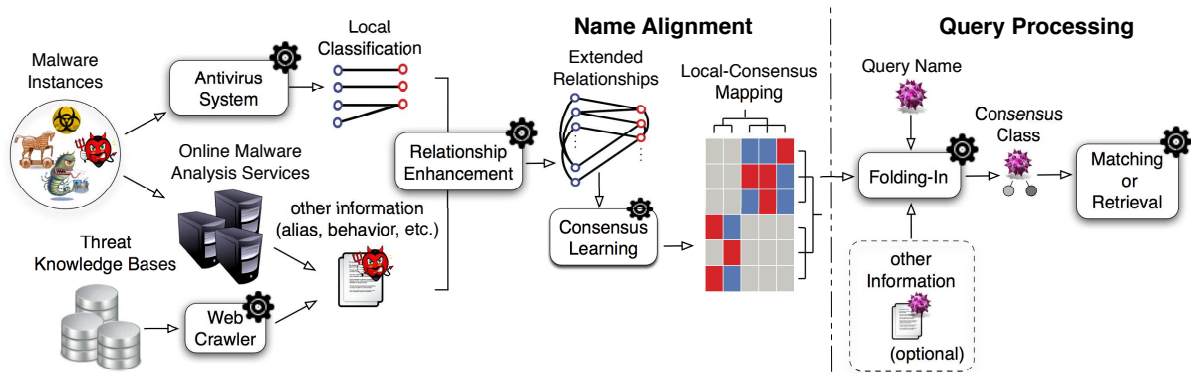 Name Alignment
Query Processing
Malware
Instances
Antivirus
System
Local
Classification
Online Malware
Analysis Services
other information
(alias, behavior, etc.)
Threat
Knowledge Bases
Web
Crawler
Relationship
Enhancement
Extended
Relationships
Consensus
Learning
Local-Consensus
Mapping
Query Name
Folding-In
Consensus
Class
Matching
or
Retrieval
other
Information
(optional)